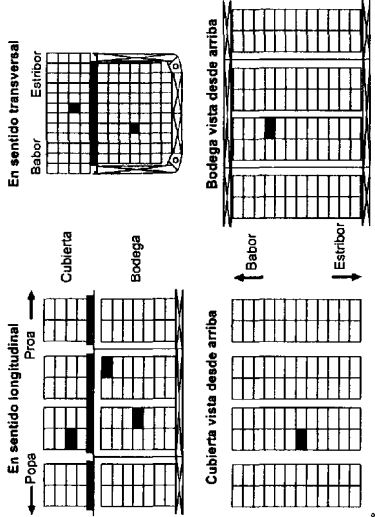 En sentido longitudinal
Popa
Proa
Cubierta
Bodega
En sentido transversal
Babor
Estribor
Cubierta vista desde arriba
Babor
Estribor
Bodega vista desde arriba